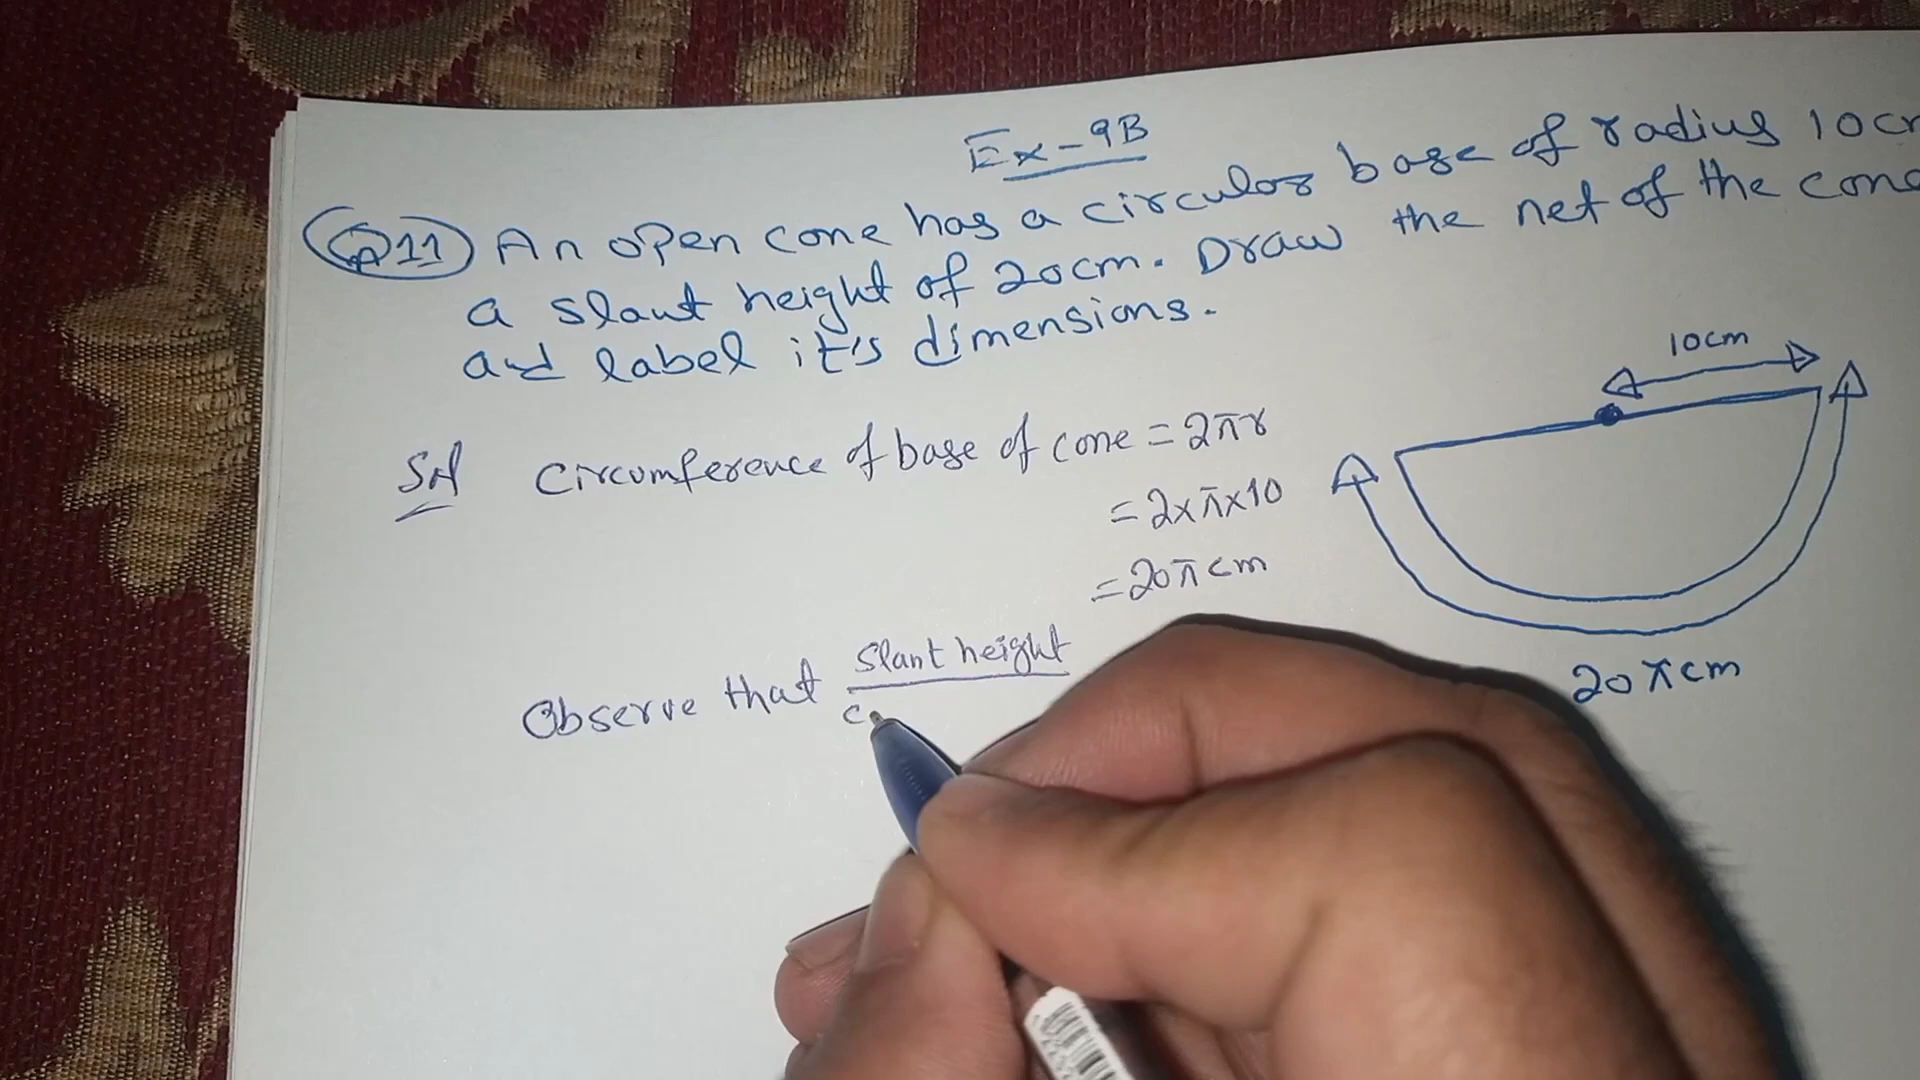 Ex-9B
Q11 An open cone has a circular base of radius 10cm
a slant height of 20cm. Draw the net of the cone
and label it's dimensions.
10cm
Sol Circumference of base of cone = 2πr
= 2×π×10
= 20π cm
Observe that slant height
20π cm